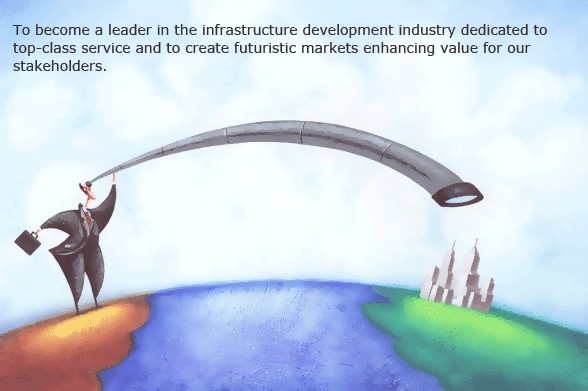 To become a leader in the infrastructure development industry dedicated to
top-class service and to create futuristic markets enhancing value for our
stakeholders.